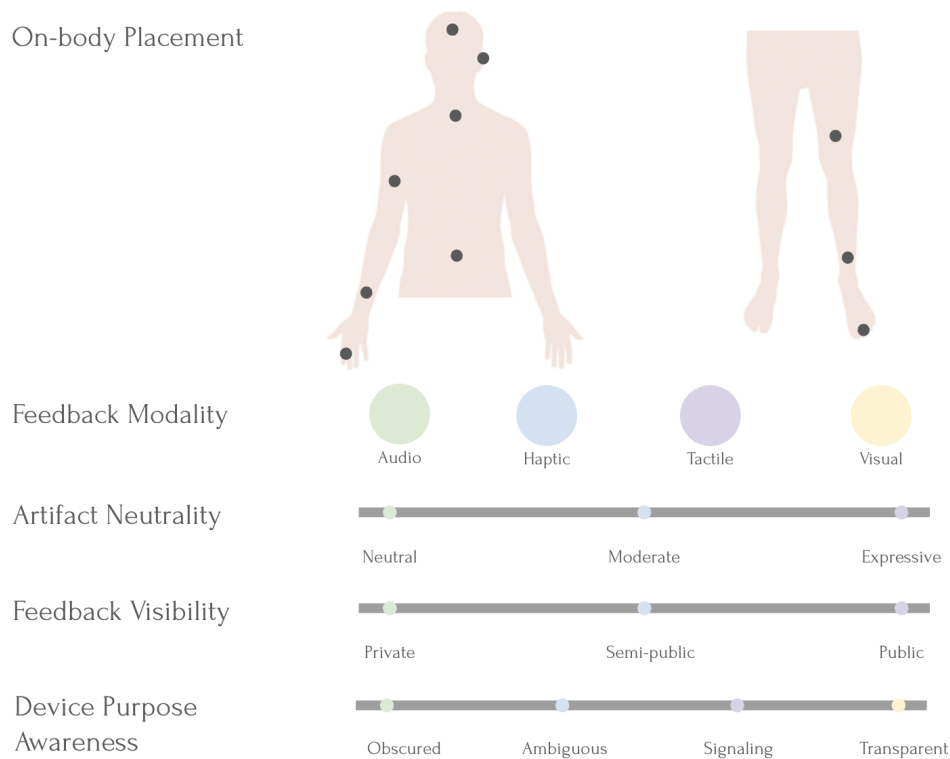 On-body Placement
Feedback Modality
Audio
Haptic
Tactile
Visual
Artifact Neutrality
Neutral
Moderate
Expressive
Feedback Visibility
Private
Semi-public
Public
Device Purpose
Awareness
Obscured
Ambiguous
Signaling
Transparent